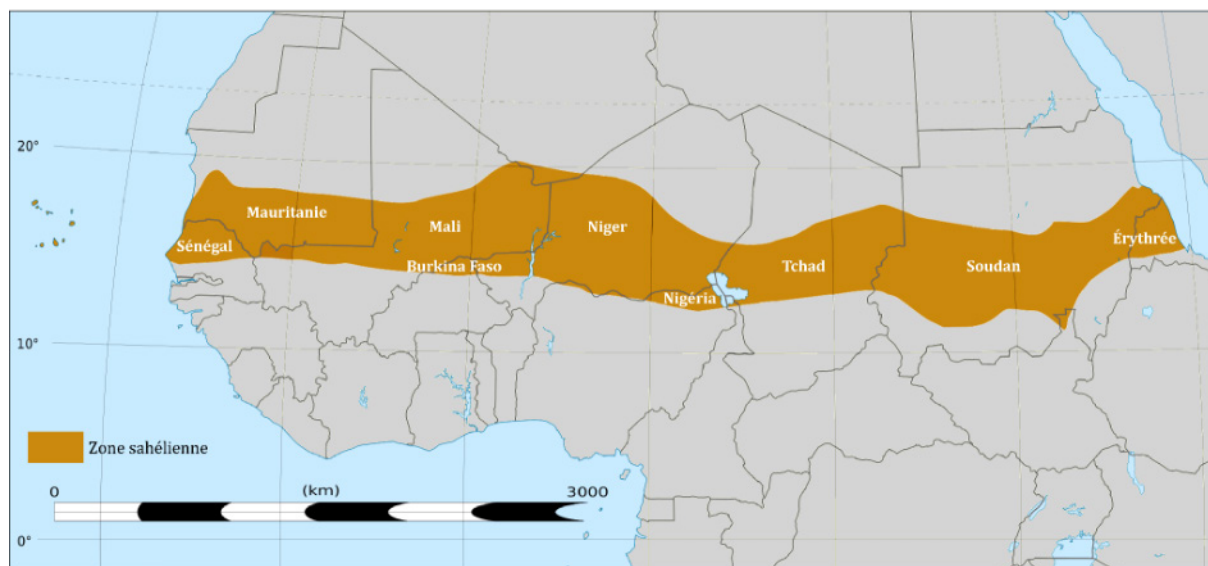 20°
Mauritanie
Mali
Niger
Sénégal
Érythrée
Burkina Faso
Tchad
Soudan
Nigéria
10°
Zone sahélienne
0 (km) 3000
0°